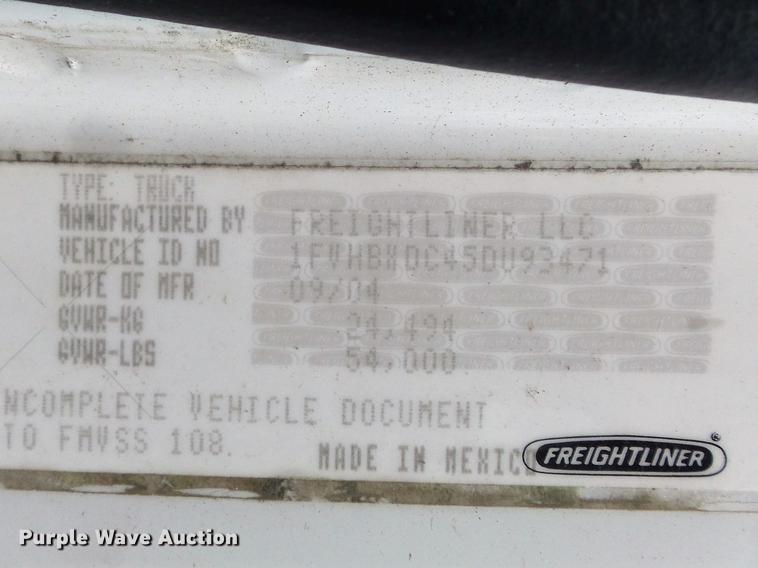 TYPE: TRUCK
MANUFACTURED BY FREIGHTLINER LLC
VEHICLE ID NO 1FVHBXDC45DU93471
DATE OF MFR 09/04
GVWR-KG 24,494
GVWR-LBS 54,000
NCOMPLETE VEHICLE DOCUMENT
TO FMVSS 108.
MADE IN MEXICO
FREIGHTLINER®
Purple Wave Auction